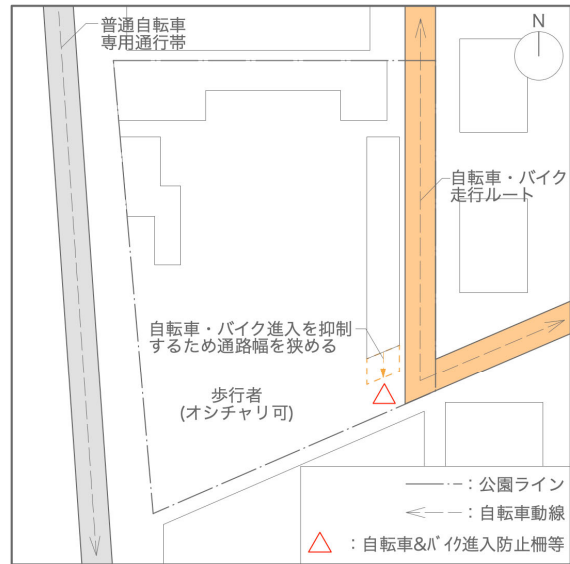 普通自転車
専用通行帯
N
自転車・バイク
走行ルート
自転車・バイク進入を抑制
するため通路幅を狭める
歩行者
(オシチャリ可)
：公園ライン
：自転車動線
：自転車&バイク進入防止柵等